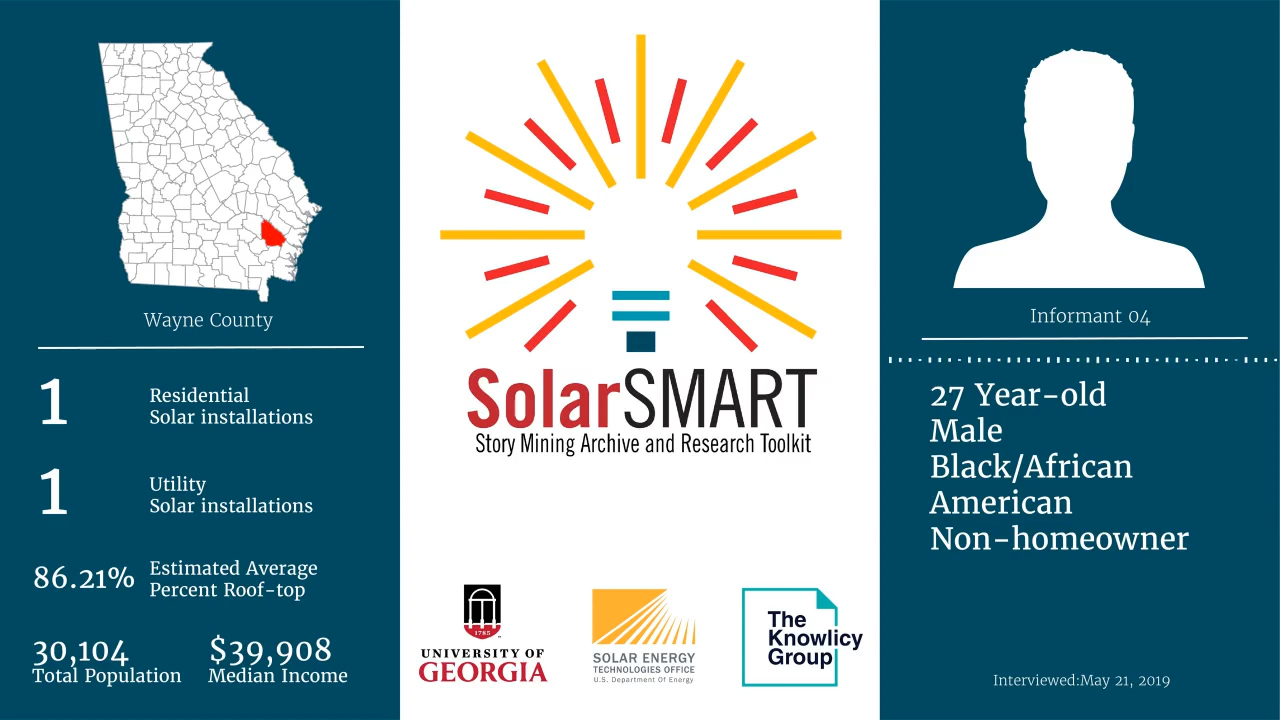 Wayne County
1
Residential
Solar installations
1
Utility
Solar installations
86.21%
Estimated Average
Percent Roof-top
30,104
Total Population
$39,908
Median Income
SolarSMART
Story Mining Archive and Research Toolkit
1785
UNIVERSITY OF
GEORGIA
SOLAR ENERGY
TECHNOLOGIES OFFICE
U.S. Department Of Energy
The
Knowlicy
Group
Informant 04
27 Year-old
Male
Black/African
American
Non-homeowner
Interviewed:May 21, 2019